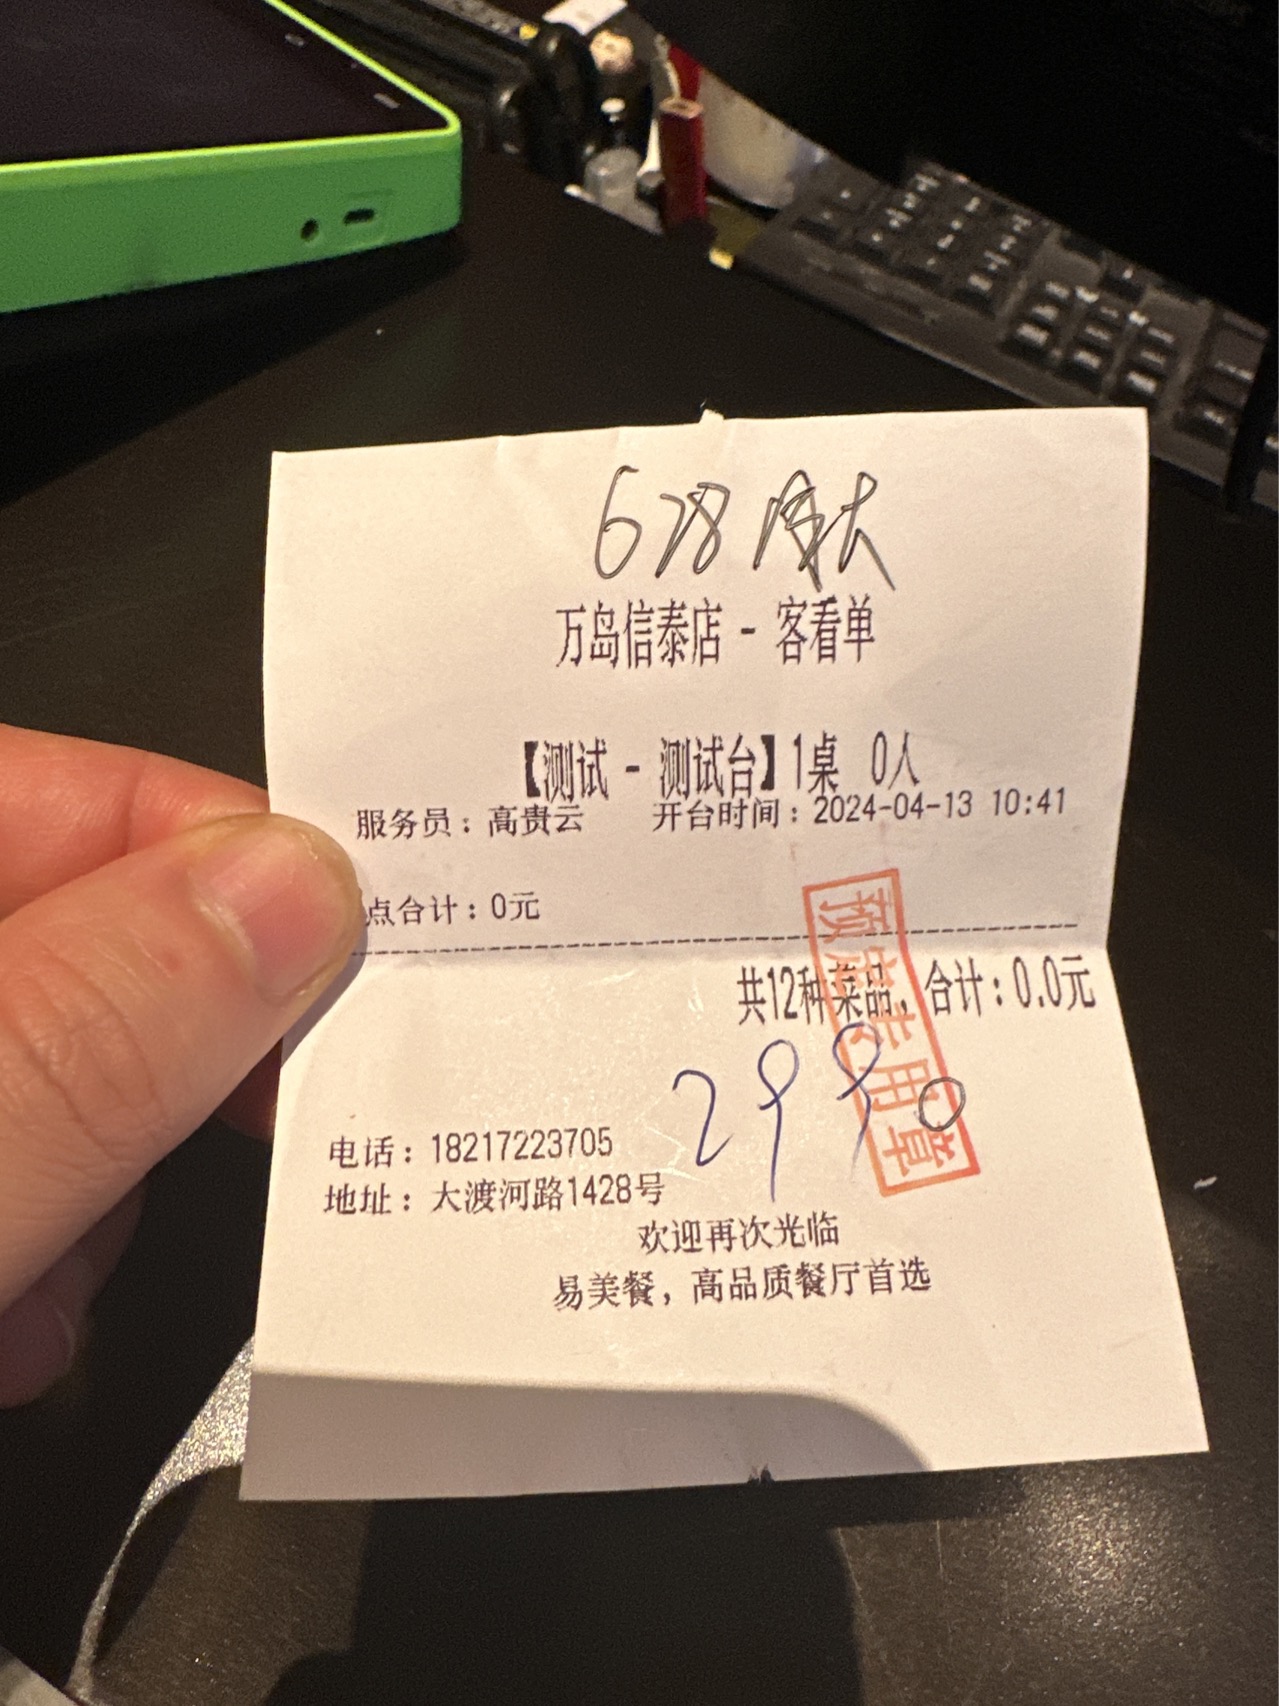 628
万岛信泰店 - 客看单
【测试 - 测试台】1桌 0人
服务员：高贵云 开台时间：2024-04-13 10:41
点合计：0元
共12种菜品，合计：0.0元
2990
电话：18217223705
地址：大渡河路1428号
欢迎再次光临
易美餐，高品质餐厅首选